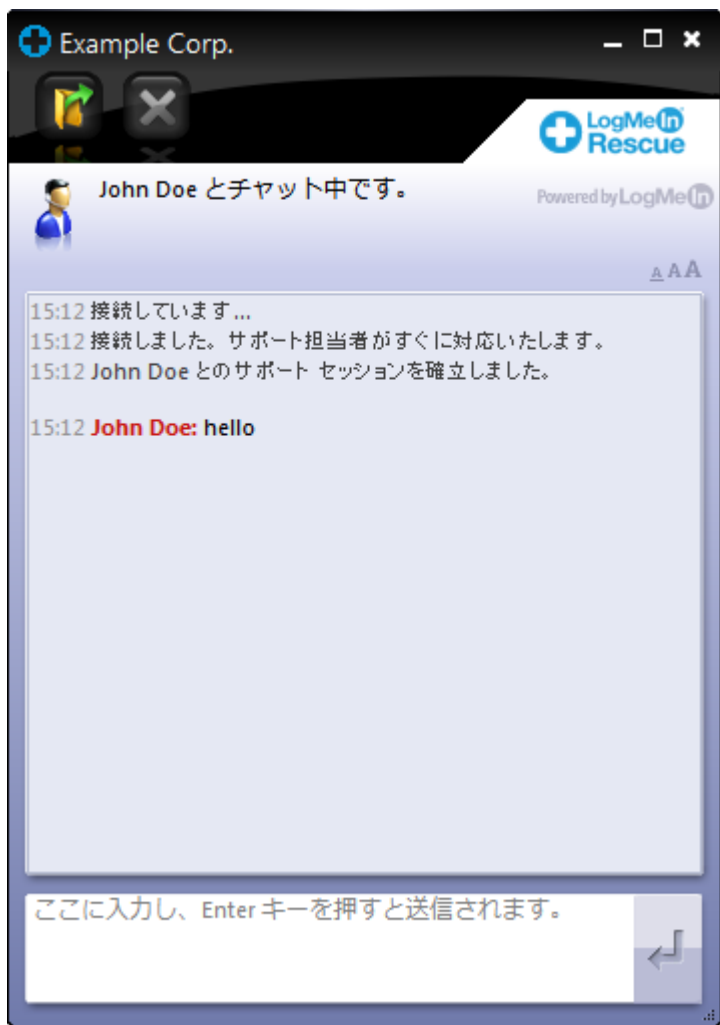 Example Corp.
LogMeIn
Rescue
John Doe とチャット中です。
Powered by LogMeIn
A A A
15:12 接続しています...
15:12 接続しました。サポート担当者がすぐに対応いたします。
15:12 John Doe とのサポート セッションを確立しました。
15:12 John Doe: hello
ここに入力し、Enter キーを押すと送信されます。